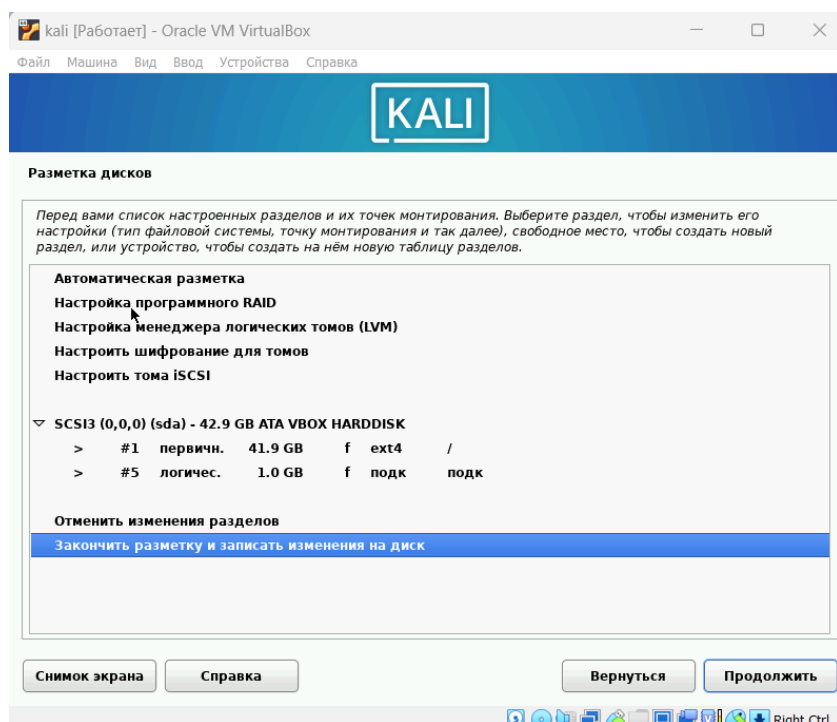 kali [Работает] - Oracle VM VirtualBox
Файл Машина Вид Ввод Устройства Справка
KALI
Разметка дисков
Перед вами список настроенных разделов и их точек монтирования. Выберите раздел, чтобы изменить его
настройки (тип файловой системы, точку монтирования и так далее), свободное место, чтобы создать новый
раздел, или устройство, чтобы создать на нём новую таблицу разделов.
Автоматическая разметка
Настройка программного RAID
Настройка менеджера логических томов (LVM)
Настроить шифрование для томов
Настроить тома iSCSI
SCSI3 (0,0,0) (sda) - 42.9 GB ATA VBOX HARDDISK
> #1 первичн. 41.9 GB f ext4 /
> #5 логичес. 1.0 GB f подк подк
Отменить изменения разделов
Закончить разметку и записать изменения на диск
Снимок экрана Справка Вернуться Продолжить
Right Ctrl